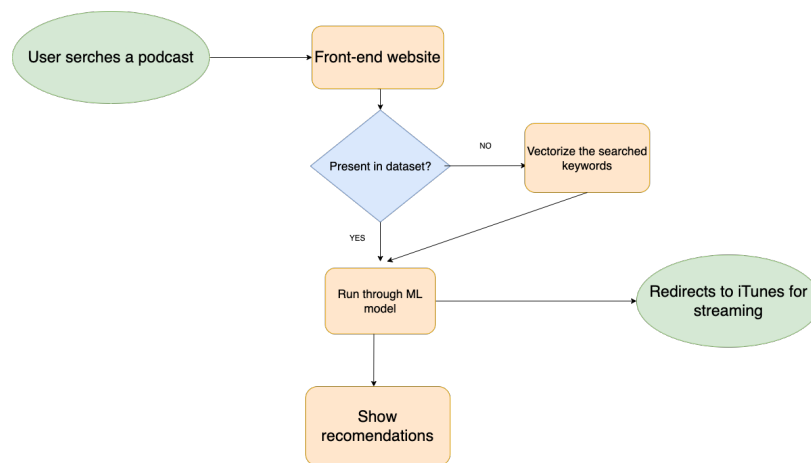 User serches a podcast
Front-end website
Present in dataset?
NO
Vectorize the searched
keywords
YES
Run through ML
model
Redirects to iTunes for
streaming
Show
recomendations